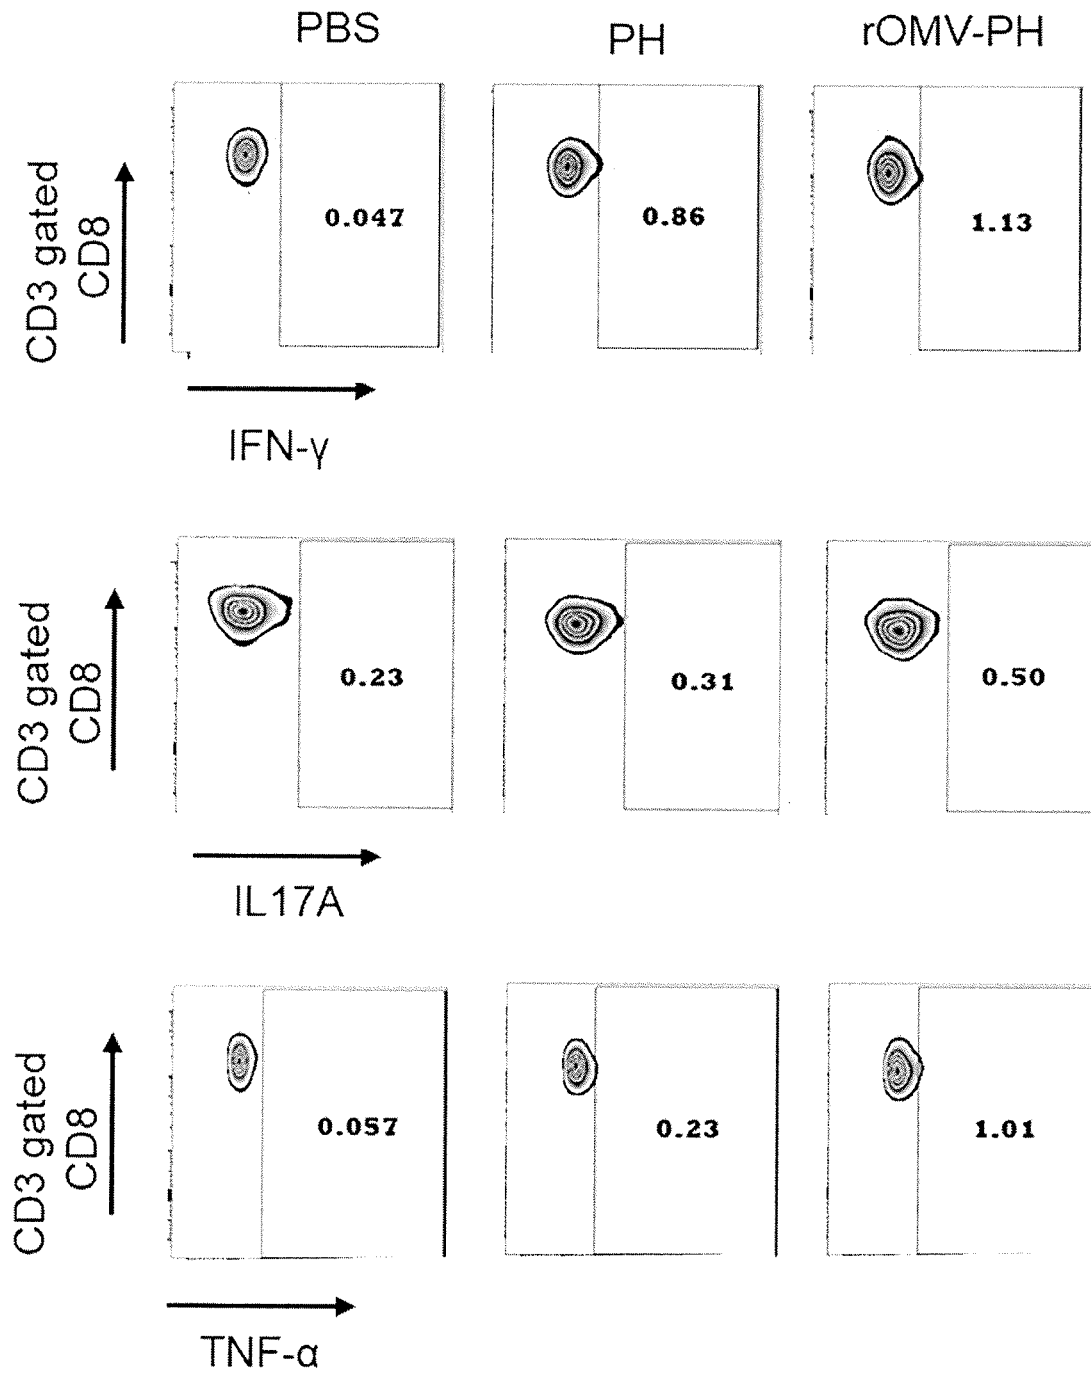 PBS PH rOMV-PH
CD3 gated
CD8
0.047 0.86 1.13
IFN-γ
CD3 gated
CD8
0.23 0.31 0.50
IL17A
CD3 gated
CD8
0.057 0.23 1.01
TNF-α